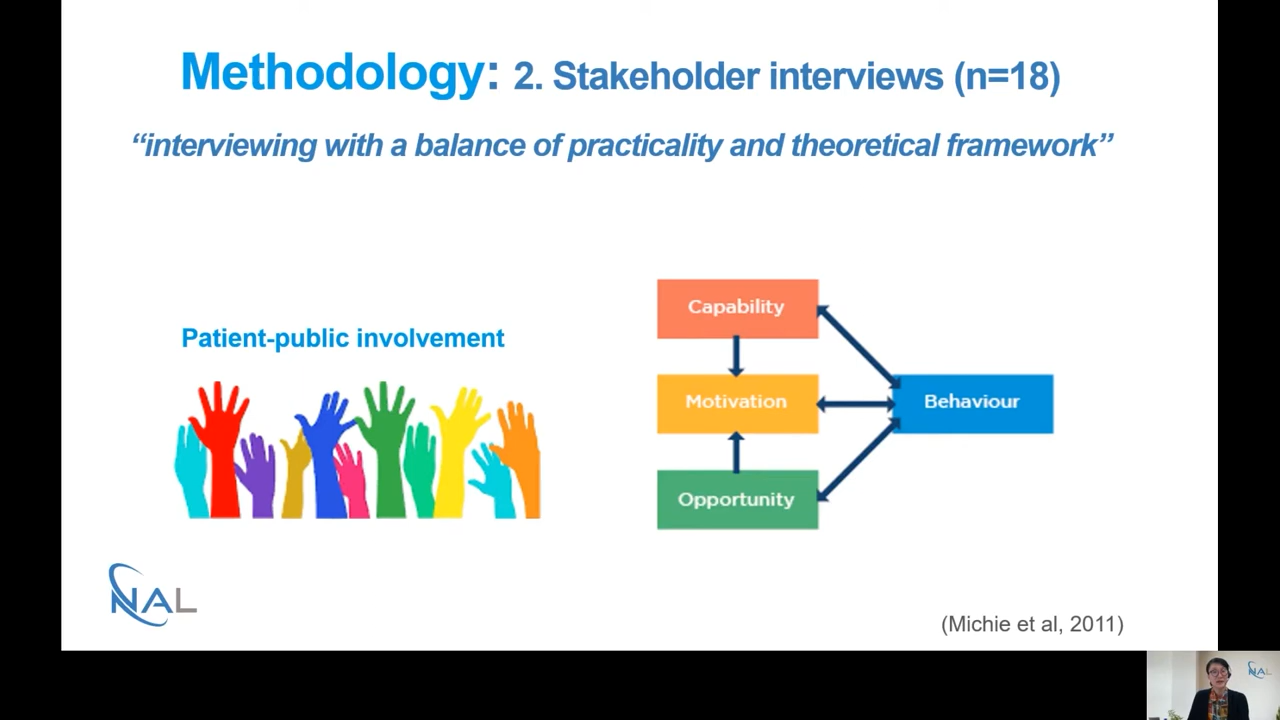 Methodology: 2. Stakeholder interviews (n=18)
“interviewing with a balance of practicality and theoretical framework”
Patient-public involvement
Capability
Motivation
Behaviour
Opportunity
NAL
(Michie et al, 2011)
NAL